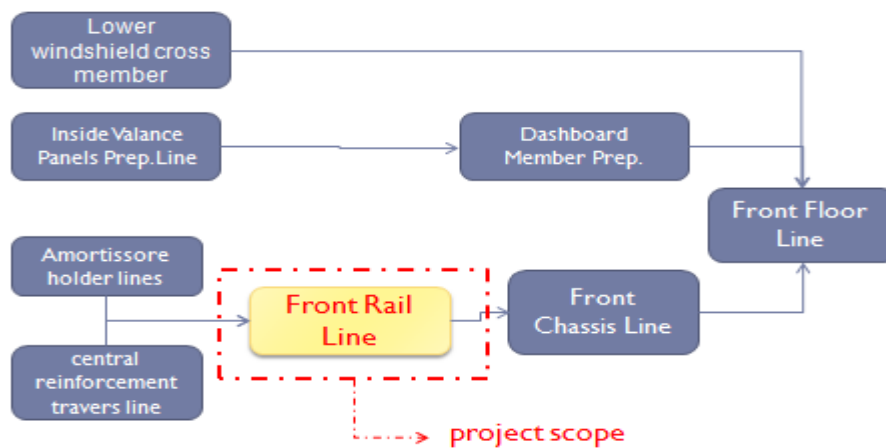 Lower
windshield cross
member
Inside Valance
Panels Prep. Line
Dashboard
Member Prep.
Front Floor
Line
Amortissore
holder lines
Front Rail
Line
Front
Chassis Line
central
reinforcement
travers line
project scope